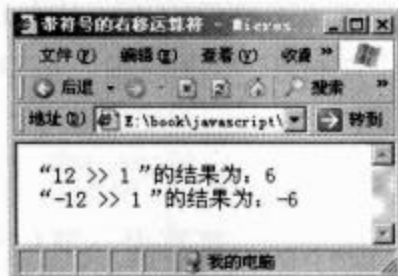 带符号的右移运算符 - Micros
文件(F) 编辑(E) 查看(V) 收藏 »
后退 搜索 »
地址(D) E:\book\javascript\ 转到
“12 >> 1 ”的结果为：6
“-12 >> 1 ”的结果为：-6
我的电脑